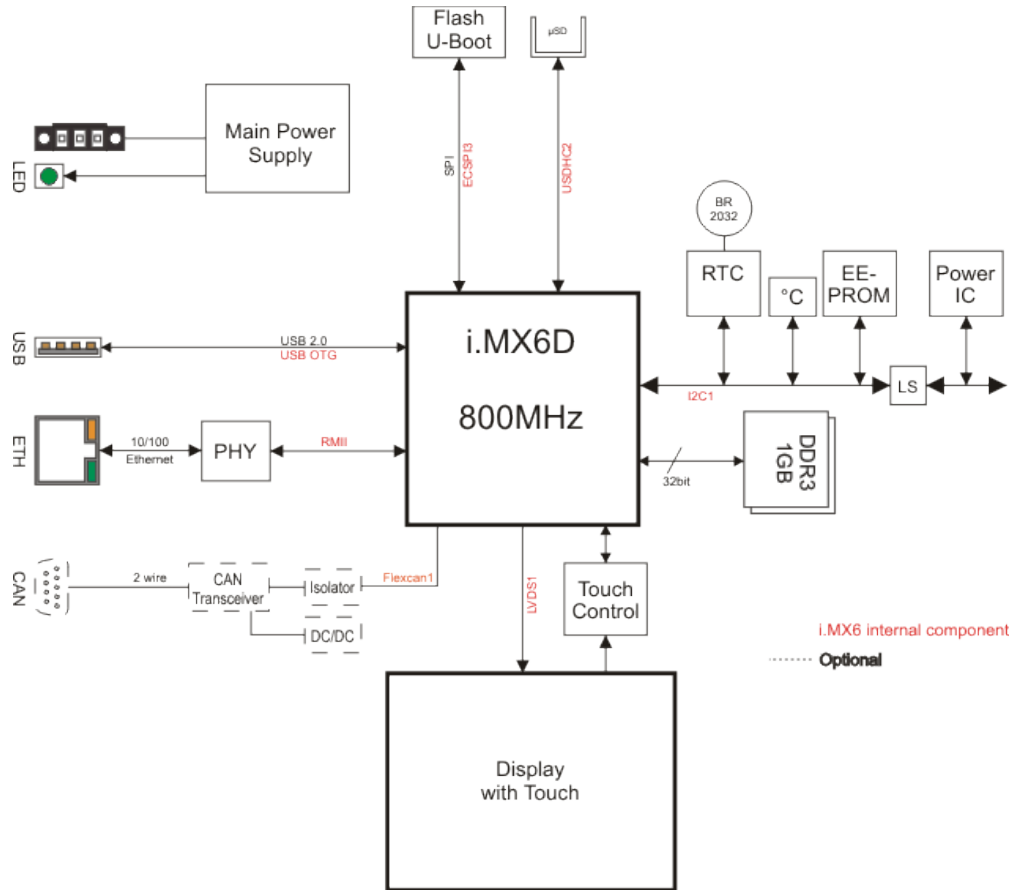 Flash
U-Boot
µSD
Main Power
Supply
LED
SPI
ECSPI3
USDHC2
BR
2032
RTC
°C
EE-
PROM
Power
IC
USB
USB 2.0
USB OTG
i.MX6D
800MHz
I2C1
LS
ETH
10/100
Ethernet
PHY
RMII
32bit
DDR3
1GB
CAN
2 wire
CAN
Transceiver
Isolator
Flexcan1
DC/DC
LVDS1
Touch
Control
i.MX6 internal component
Optional
Display
with Touch